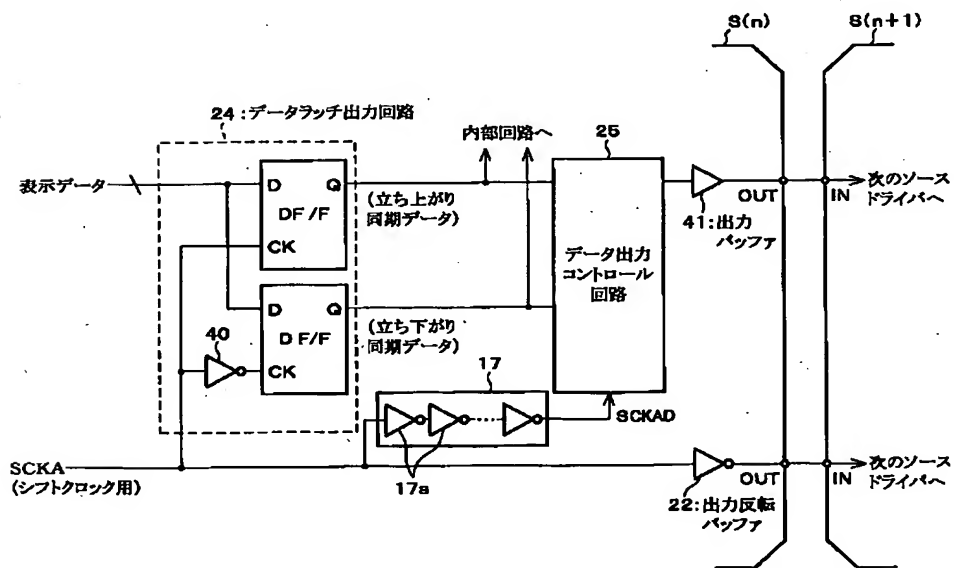 S(n)
S(n+1)
24:データラッチ出力回路
内部回路へ
25
表示データ
D
Q
DF/F
CK
(立ち上がり
同期データ)
データ出力
コントロール
回路
OUT
IN
次のソース
ドライバへ
41:出力
バッファ
D
Q
DF/F
CK
40
(立ち下がり
同期データ)
17
SCKAD
17a
SCKA
(シフトクロック用)
OUT
IN
次のソース
ドライバへ
22:出力反転
バッファ